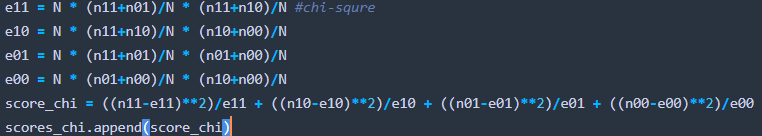 e11 = N * (n11+n01)/N * (n11+n10)/N #chi-squre
e10 = N * (n11+n10)/N * (n10+n00)/N
e01 = N * (n11+n01)/N * (n01+n00)/N
e00 = N * (n01+n00)/N * (n10+n00)/N
score_chi = ((n11-e11)**2)/e11 + ((n10-e10)**2)/e10 + ((n01-e01)**2)/e01 + ((n00-e00)**2)/e00
scores_chi.append(score_chi)